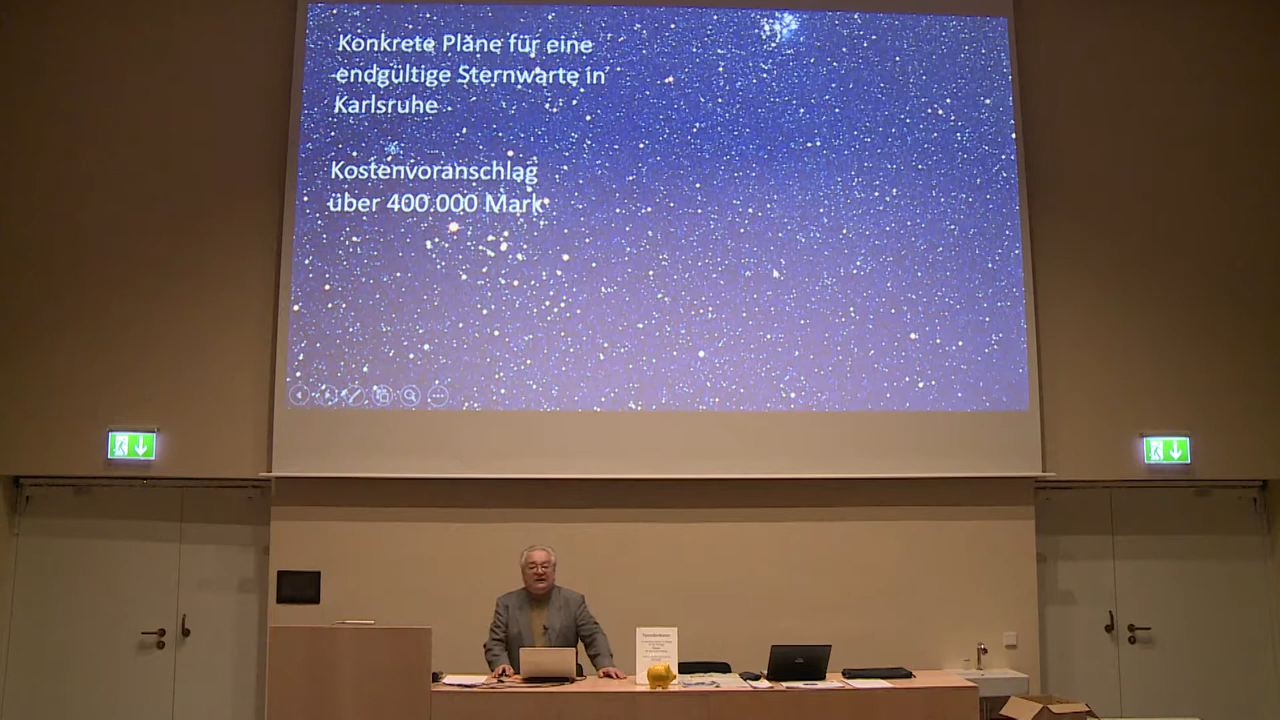 Konkrete Pläne für eine
endgültige Sternwarte in
Karlsruhe
Kostenvoranschlag
über 400.000 Mark